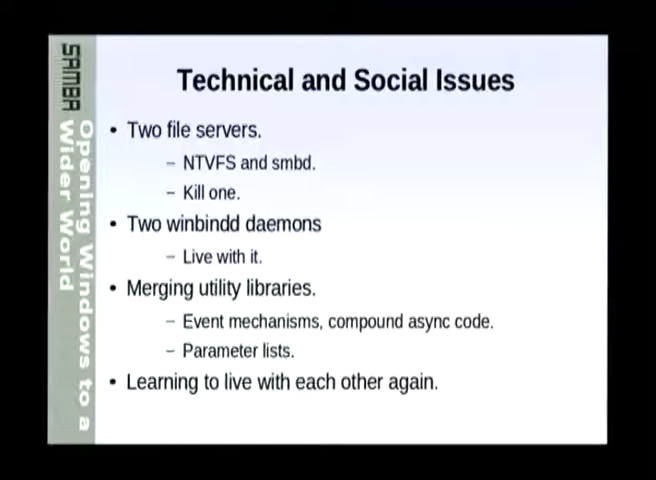 SAMBA
Opening Windows to a
Wider World
Technical and Social Issues
• Two file servers.
– NTVFS and smbd.
– Kill one.
• Two winbindd daemons
– Live with it.
• Merging utility libraries.
– Event mechanisms, compound async code.
– Parameter lists.
• Learning to live with each other again.